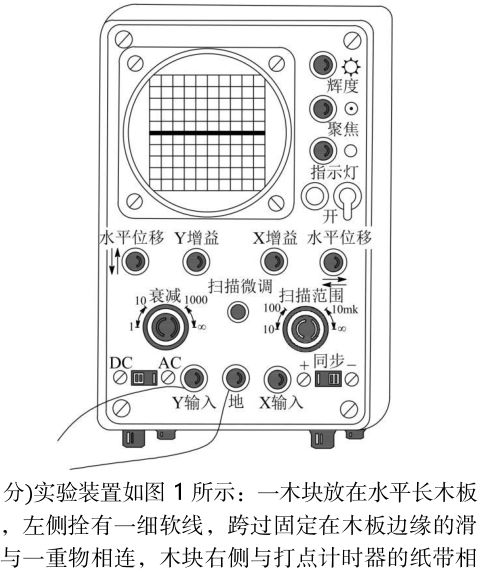 辉度
聚焦
指示灯
开
水平位移 Y增益 X增益 水平位移
衰减 扫描微调 扫描范围
10 1000 100 10mk
1 ∞ 10 ∞
DC AC + 同步 −
Y输入 地 X输入
分)实验装置如图 1 所示：一木块放在水平长木板
，左侧拴有一细软线，跨过固定在木板边缘的滑
与一重物相连，木块右侧与打点计时器的纸带相